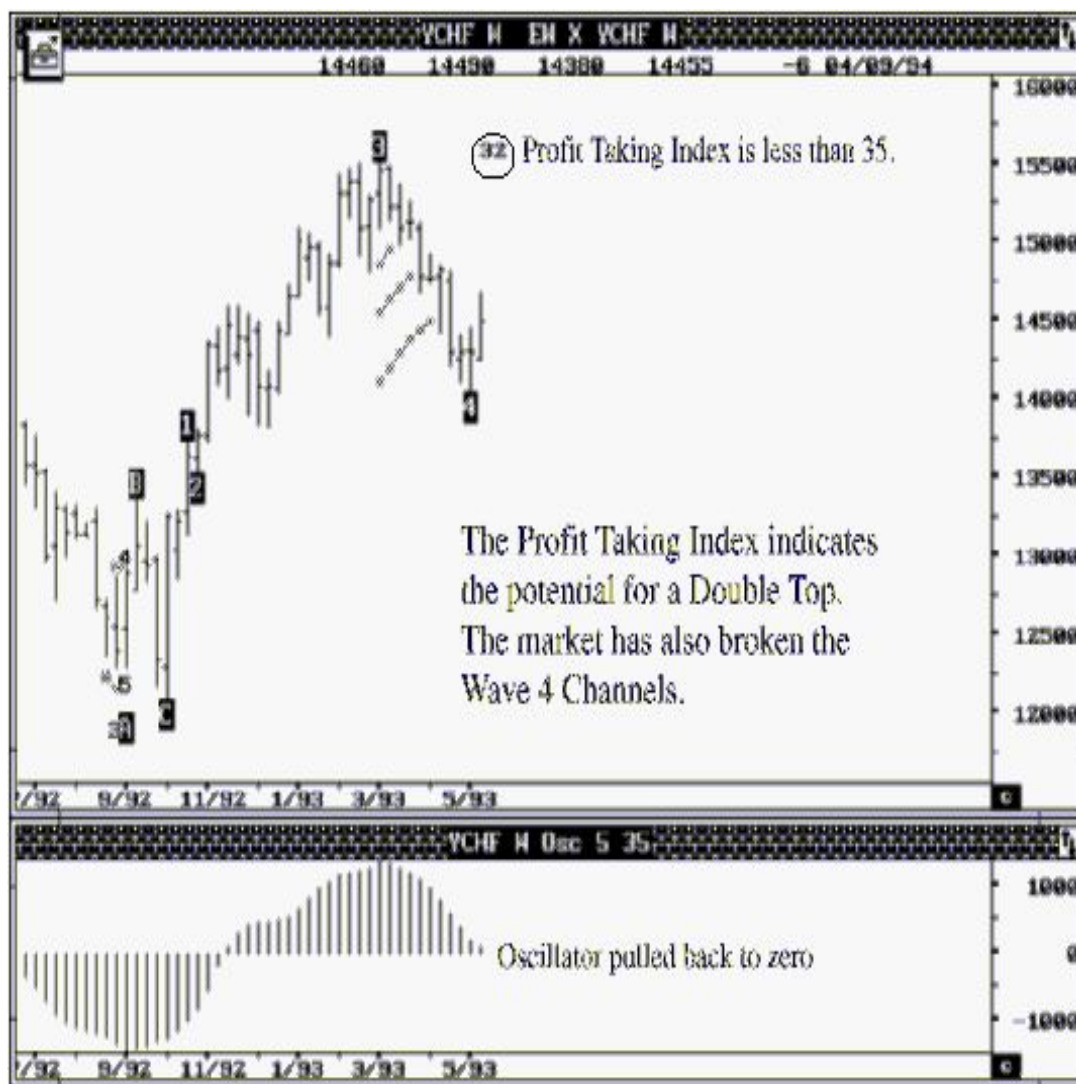 YCHF W EW X YCHF W
14460 14490 14380 14455 -6 04/09/94
16000
3
32 Profit Taking Index is less than 35.
15500
15000
14500
14000
4
1
B
2
13500
The Profit Taking Index indicates
13000
4
the potential for a Double Top.
The market has also broken the
12500
Wave 4 Channels.
5
C
12000
A
7/92 9/92 11/92 1/93 3/93 5/93
YCHF W Osc 5 35
1000
Oscillator pulled back to zero
0
-1000
7/92 9/92 11/92 1/93 3/93 5/93